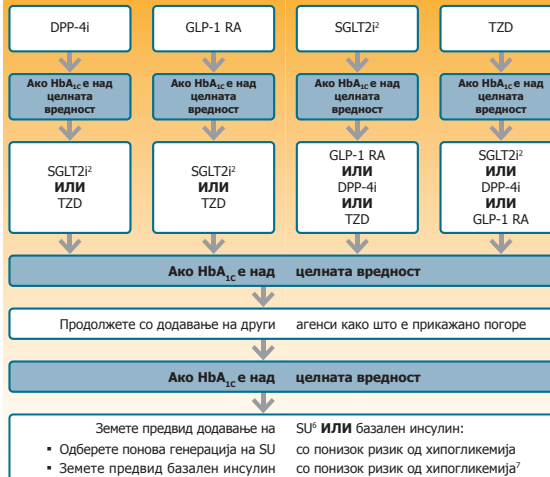 DPP-4i
GLP-1 RA
SGLT2i²
TZD
Ако HbA₁C е над
целната
вредност
Ако HbA₁C е над
целната
вредност
Ако HbA₁C е над
целната
вредност
Ако HbA₁C е над
целната
вредност
SGLT2i²
ИЛИ
TZD
SGLT2i²
ИЛИ
TZD
GLP-1 RA
ИЛИ
DPP-4i
ИЛИ
TZD
SGLT2i²
ИЛИ
DPP-4i
ИЛИ
GLP-1 RA
Ако HbA₁C е над целната вредност
Продолжете со додавање на други агенси како што е прикажано погоре
Ако HbA₁C е над целната вредност
Земете предвид додавање на SU⁶ ИЛИ базален инсулин:
▪ Одберете понова генерација на SU со понизок ризик од хипогликемија
▪ Земете предвид базален инсулин со понизок ризик од хипогликемија⁷